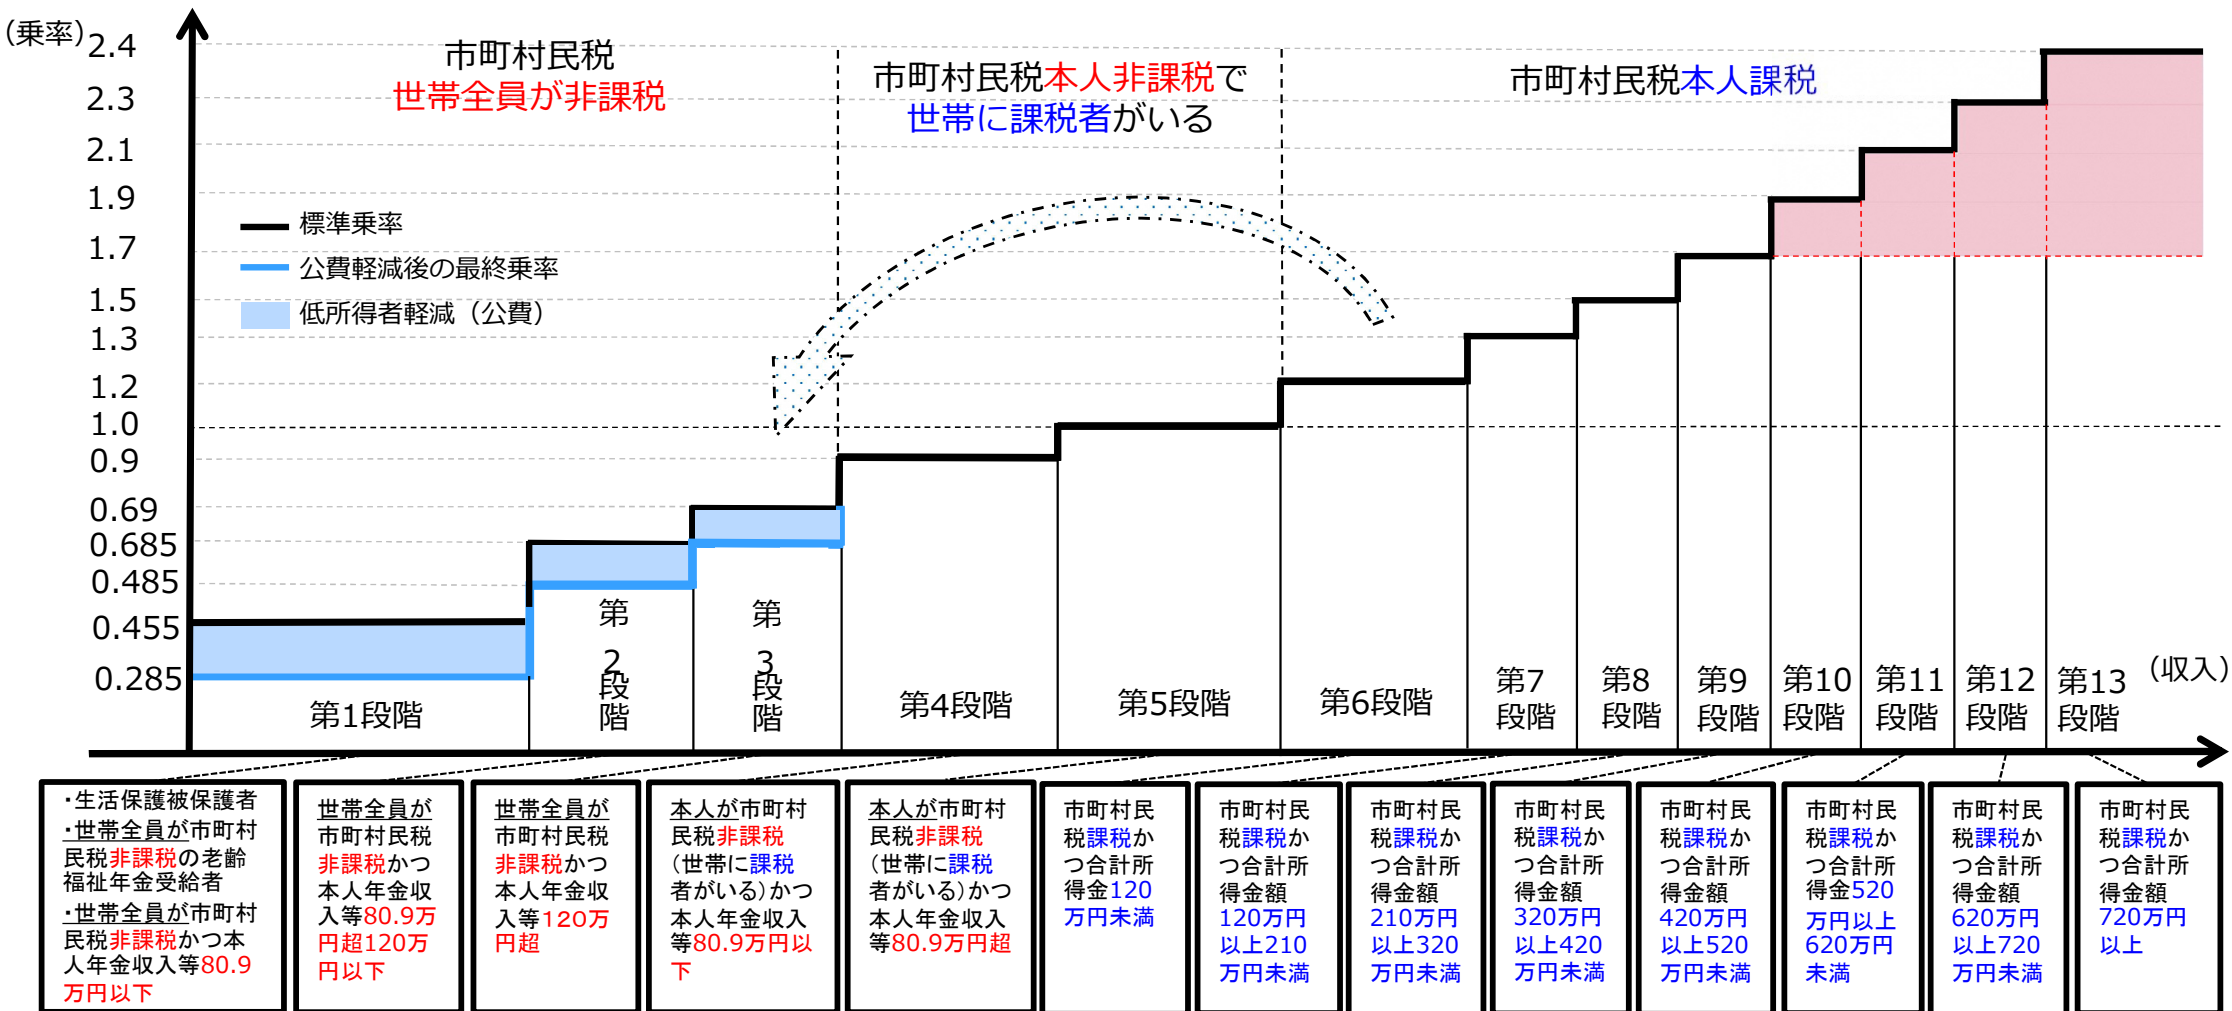 （乗率）
2.4
2.3
2.1
1.9
1.7
1.5
1.3
1.2
1.0
0.9
0.69
0.685
0.485
0.455
0.285
市町村民税
世帯全員が非課税
市町村民税本人非課税で
世帯に課税者がいる
市町村民税本人課税
標準乗率
公費軽減後の最終乗率
低所得者軽減（公費）
第1段階
第
2
段
階
第
3
段
階
第4段階
第5段階
第6段階
第7
段階
第8
段階
第9
段階
第10
段階
第11
段階
第12
段階
第13
段階
（収入）
・生活保護被保護者
・世帯全員が市町村
民税非課税の老齢
福祉年金受給者
・世帯全員が市町村
民税非課税かつ本
人年金収入等80.9
万円以下
世帯全員が
市町村民税
非課税かつ
本人年金収
入等80.9万
円超120万
円以下
世帯全員が
市町村民税
非課税かつ
本人年金収
入等１２０万
円超
本人が市町村
民税非課税
（世帯に課税
者がいる）かつ
本人年金収入
等80.9万円以
下
本人が市町村
民税非課税
（世帯に課税
者がいる）かつ
本人年金収入
等80.9万円超
市町村民
税課税か
つ合計所
得金120
万円未満
市町村民
税課税か
つ合計所
得金額
120万円
以上210
万円未満
市町村民
税課税か
つ合計所
得金額
210万円
以上320
万円未満
市町村民
税課税か
つ合計所
得金額
320万円
以上420
万円未満
市町村民
税課税か
つ合計所
得金額
420万円
以上520
万円未満
市町村民
税課税か
つ合計所
得金520
万円以上
620万円
未満
市町村民
税課税か
つ合計所
得金額
620万円
以上720
万円未満
市町村民
税課税か
つ合計所
得金額
720万円
以上